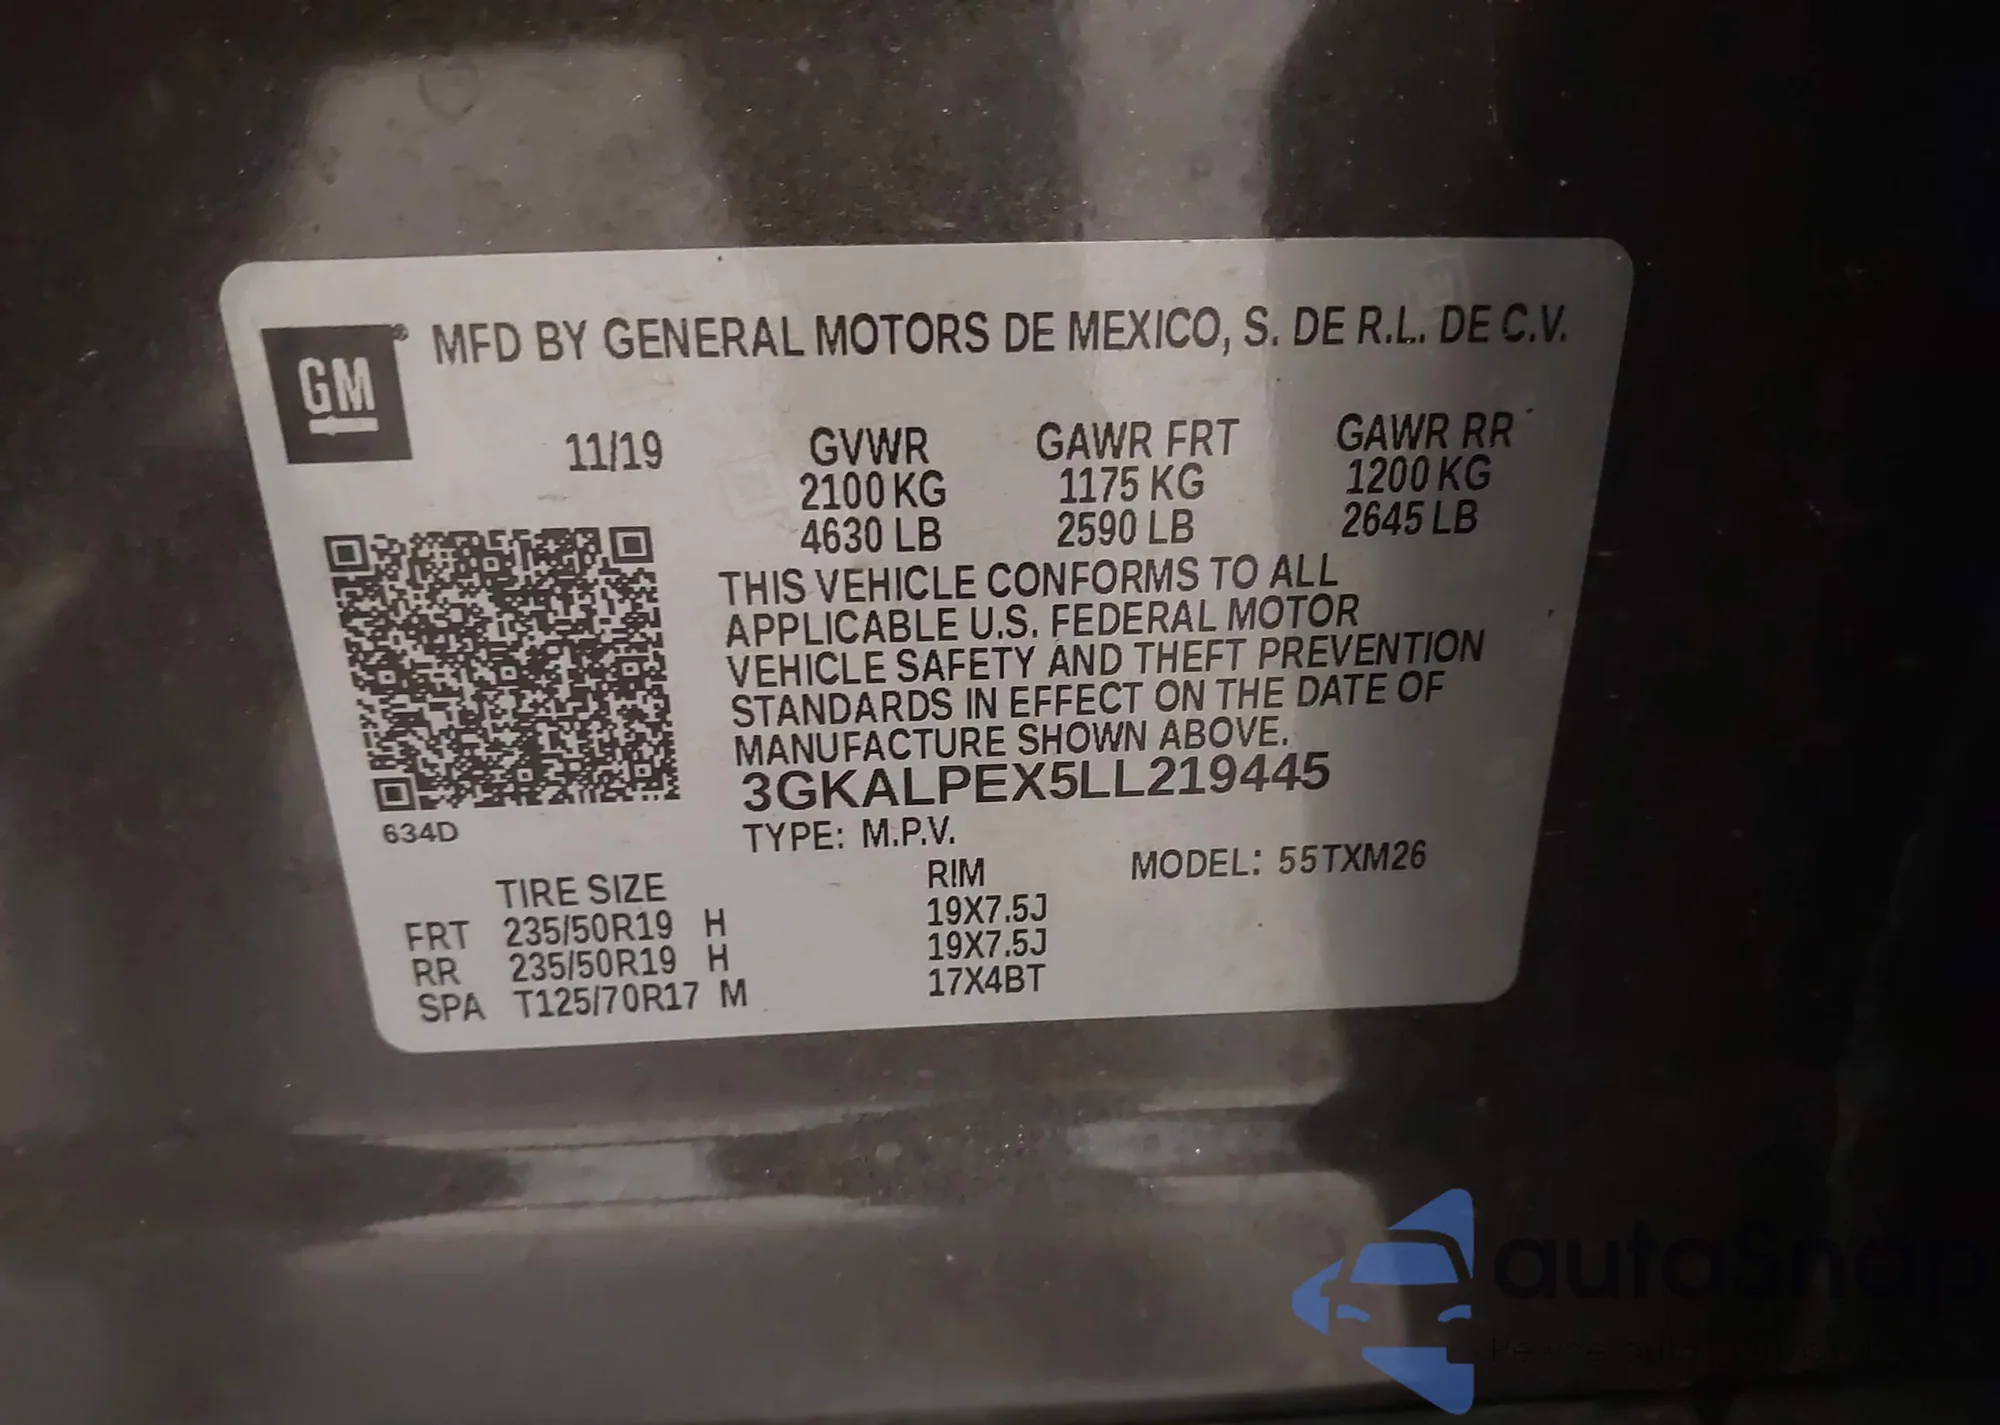 GM
®
MFD BY GENERAL MOTORS DE MEXICO, S. DE R.L. DE C.V.
11/19
GVWR GAWR FRT GAWR RR
2100 KG 1175 KG 1200 KG
4630 LB 2590 LB 2645 LB
THIS VEHICLE CONFORMS TO ALL
APPLICABLE U.S. FEDERAL MOTOR
VEHICLE SAFETY AND THEFT PREVENTION
STANDARDS IN EFFECT ON THE DATE OF
MANUFACTURE SHOWN ABOVE.
3GKALPEX5LL219445
634D
TYPE: M.P.V. MODEL: 55TXM26
TIRE SIZE RIM
FRT 235/50R19 H 19X7.5J
RR 235/50R19 H 19X7.5J
SPA T125/70R17 M 17X4BT
autoSnap